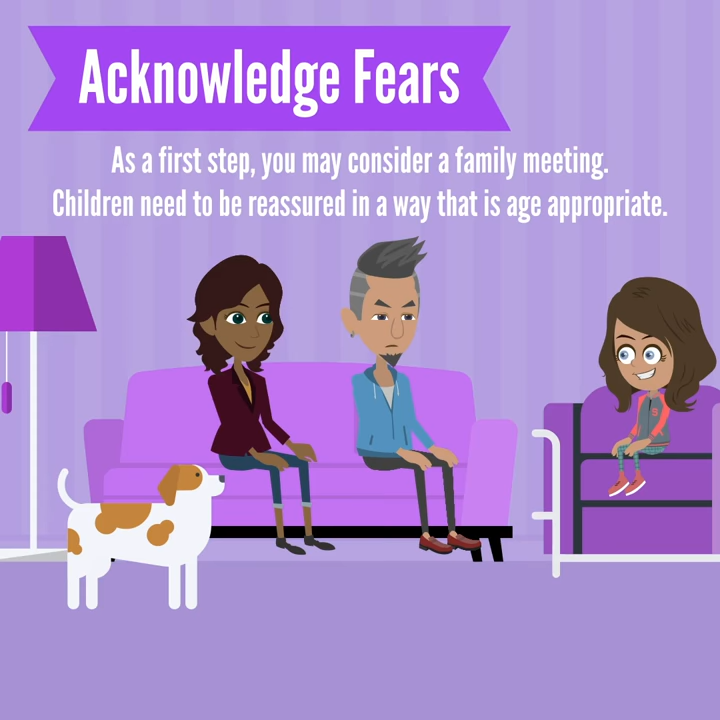 Acknowledge Fears
As a first step, you may consider a family meeting.
Children need to be reassured in a way that is age appropriate.